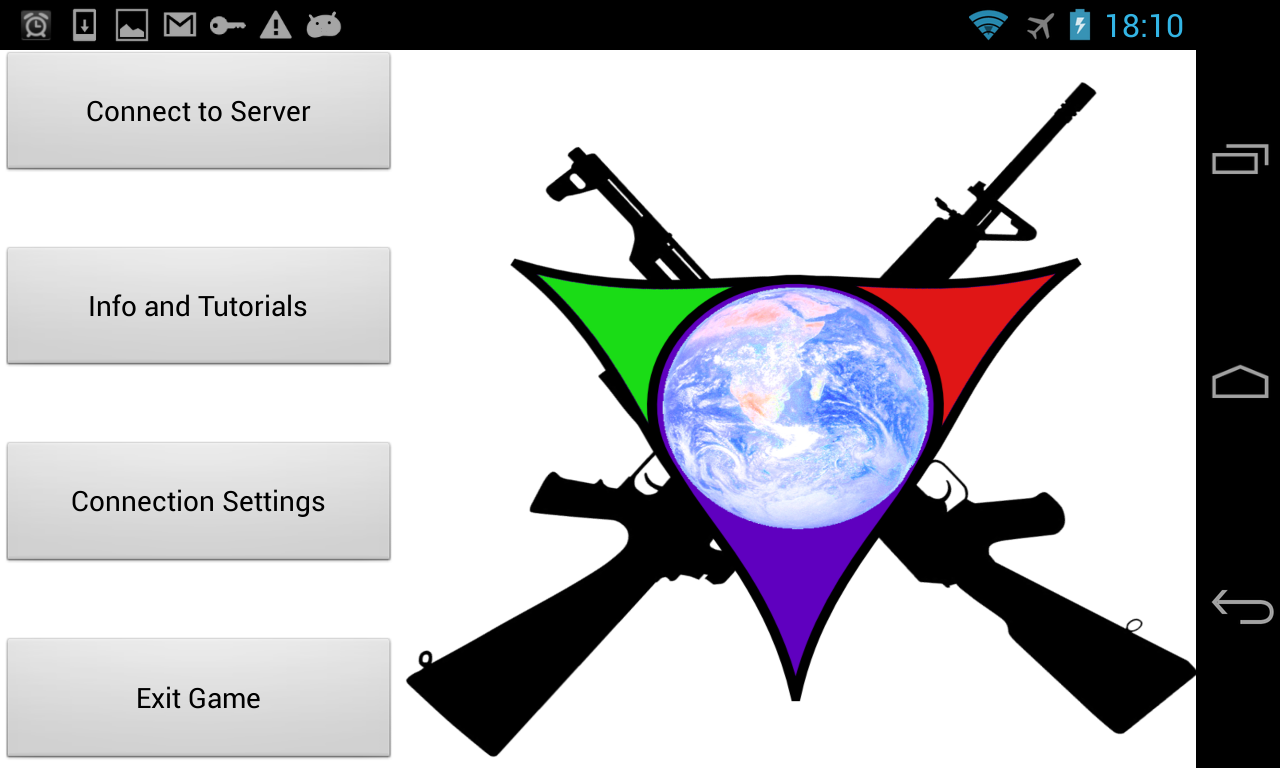 18:10
Connect to Server
Info and Tutorials
Connection Settings
Exit Game